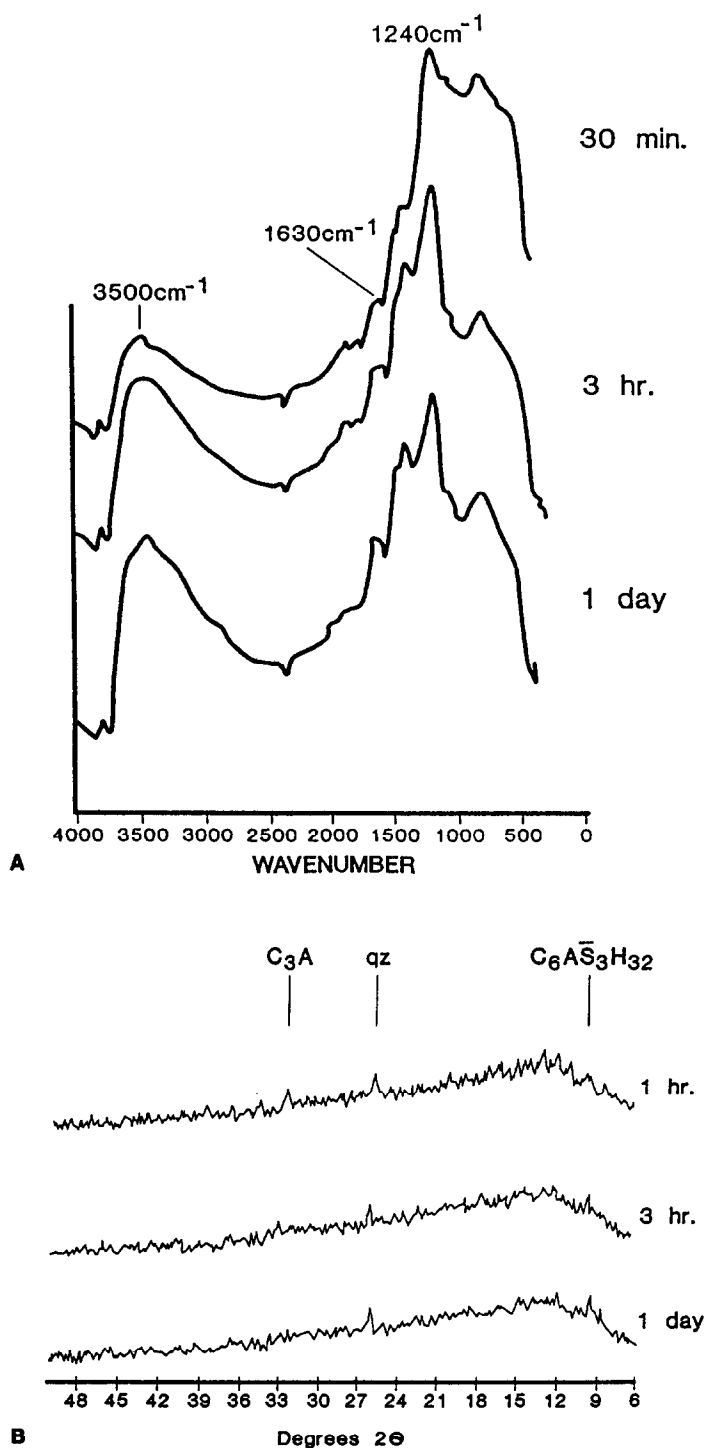 1240cm⁻¹
30 min.
1630cm⁻¹
3500cm⁻¹
3 hr.
1 day
4000 3500 3000 2500 2000 1500 1000 500 0
A WAVENUMBER
C₃A qz C₆AS̅₃H₃₂
1 hr.
3 hr.
1 day
48 45 42 39 36 33 30 27 24 21 18 15 12 9 6
B Degrees 2Θ